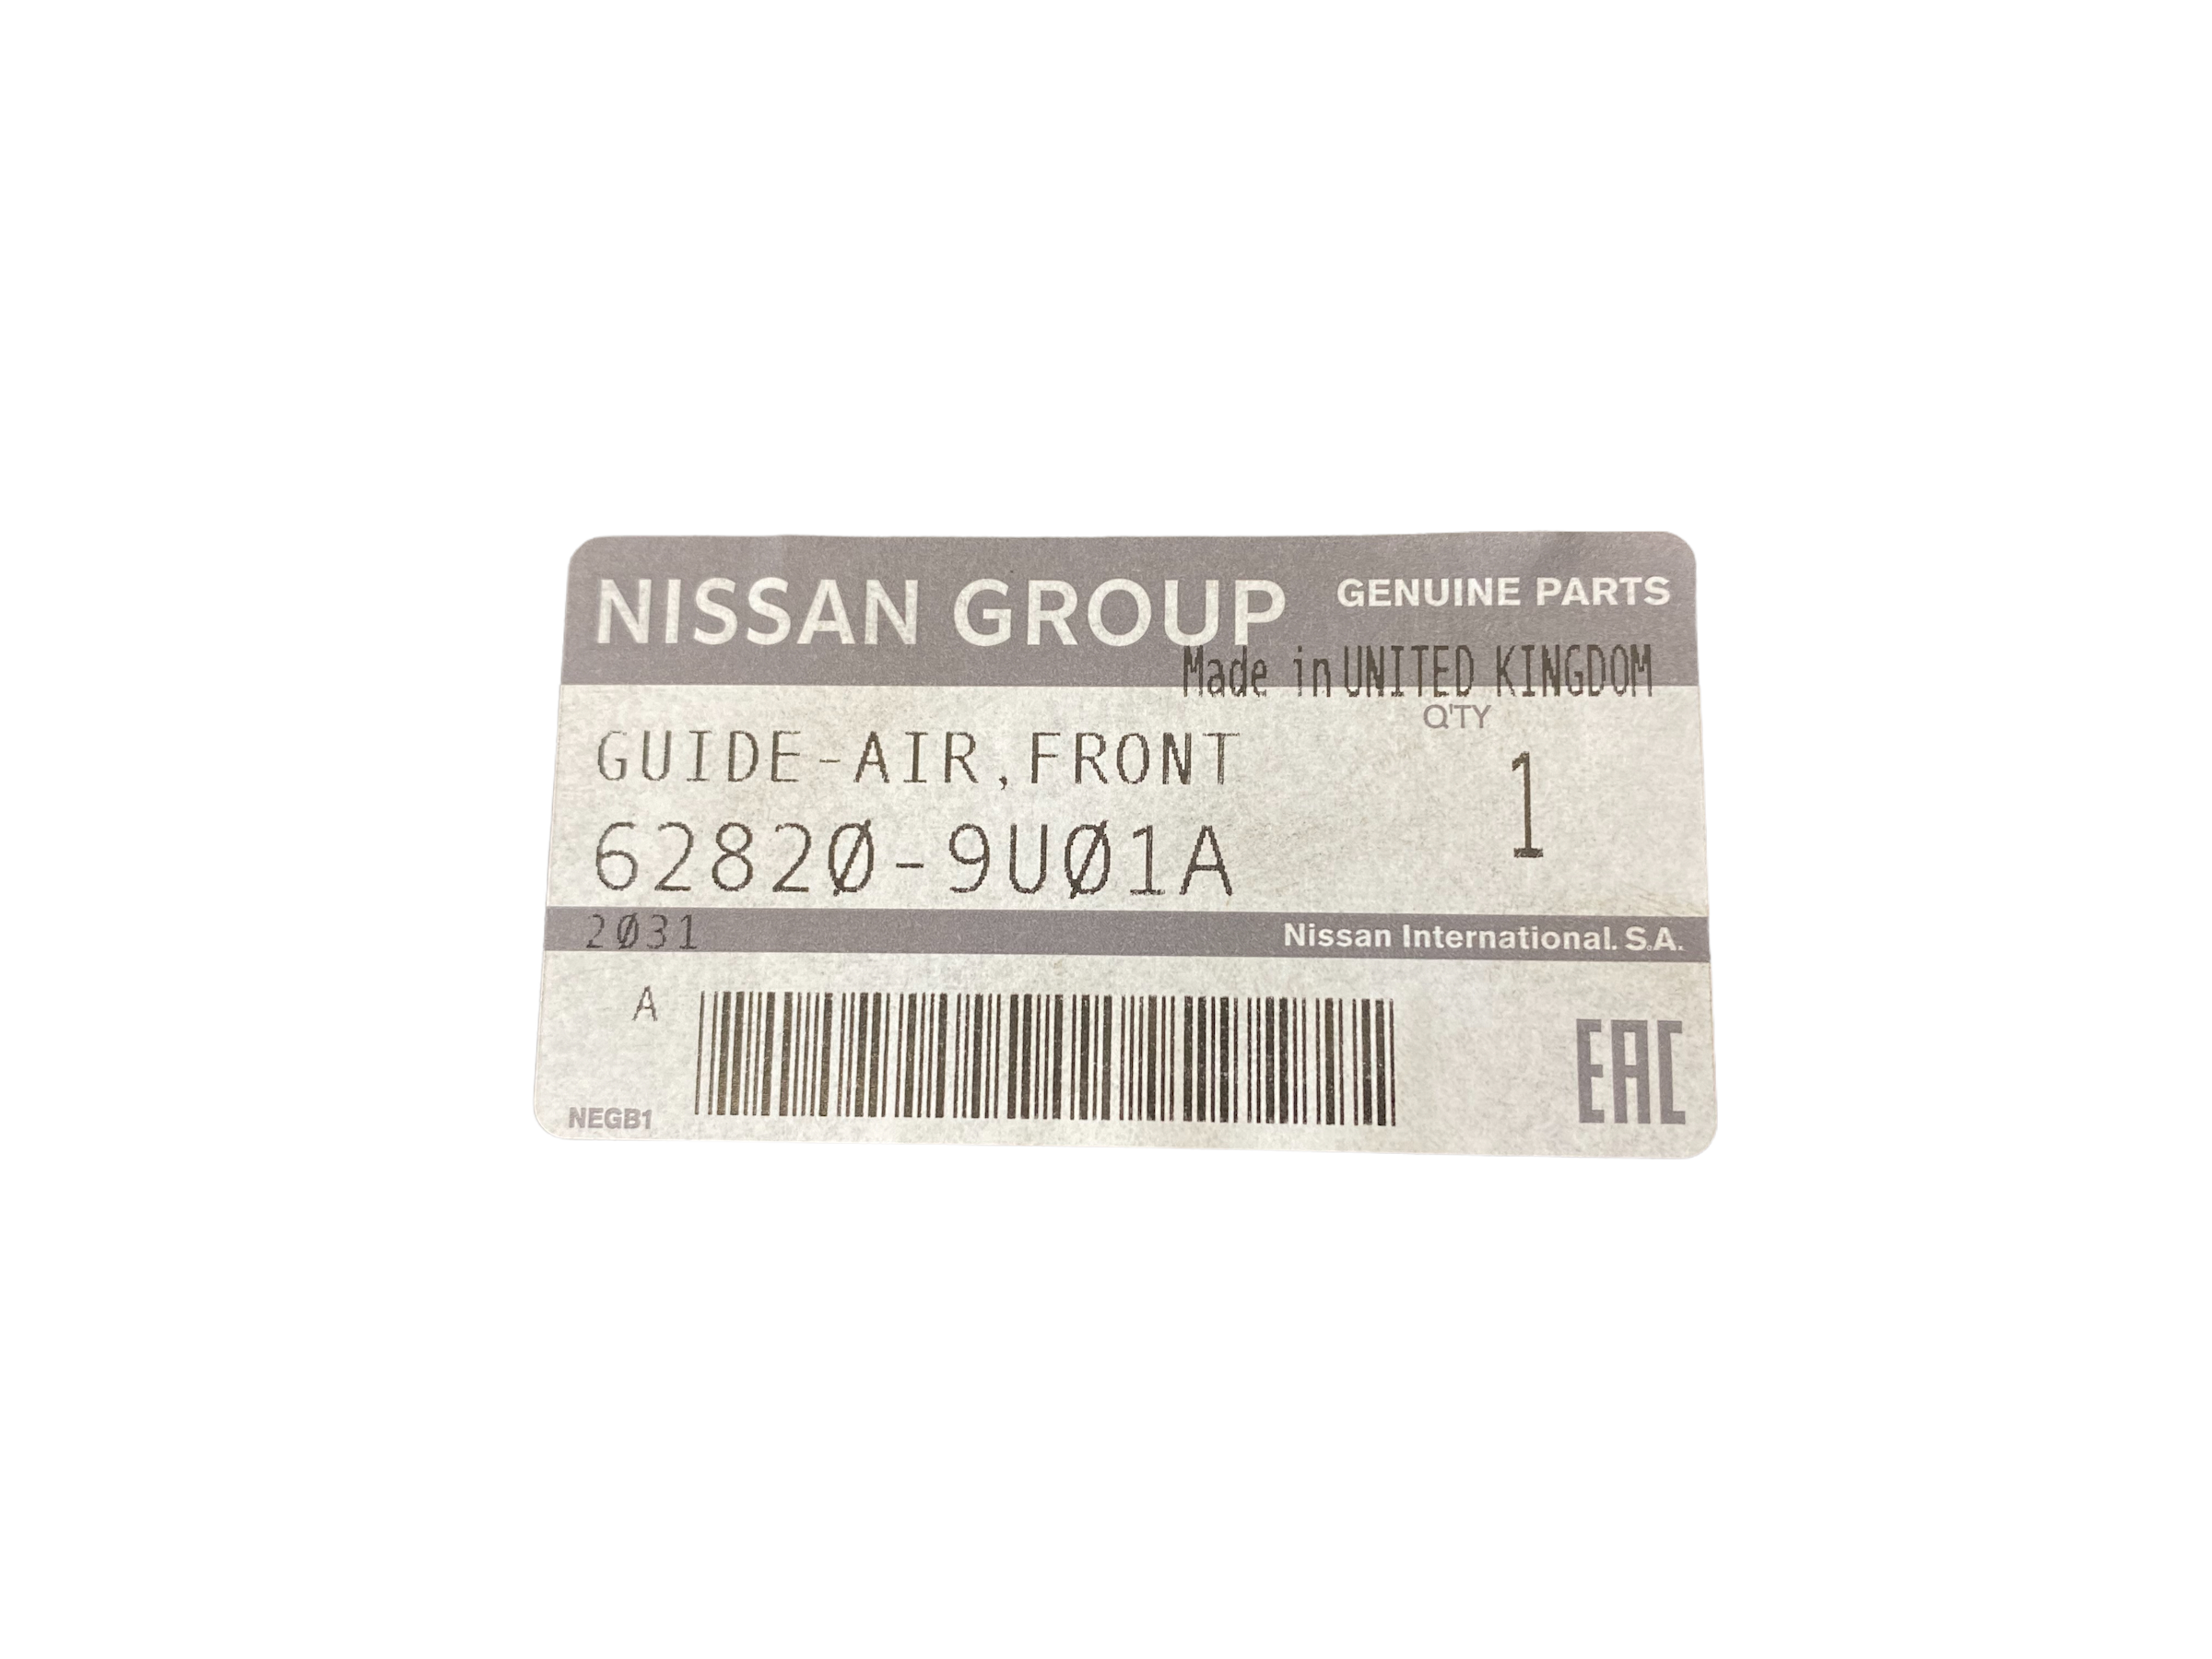 NISSAN GROUP GENUINE PARTS
Made in UNITED KINGDOM
Q'TY
GUIDE-AIR,FRONT 1
62820-9U01A
2031 Nissan International. S.A.
A
NEGB1
EAC